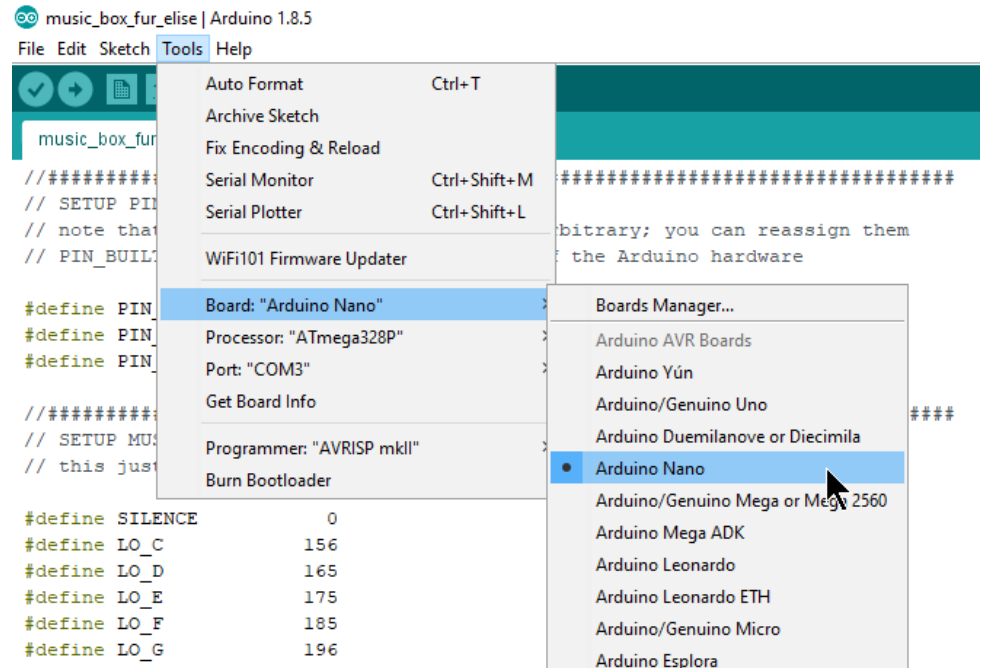 music_box_fur_elise | Arduino 1.8.5
File Edit Sketch Tools Help
music_box_fur
Auto Format Ctrl+T
Archive Sketch
Fix Encoding & Reload
Serial Monitor Ctrl+Shift+M
Serial Plotter Ctrl+Shift+L
WiFi101 Firmware Updater
Board: "Arduino Nano"
Processor: "ATmega328P"
Port: "COM3"
Get Board Info
Programmer: "AVRISP mkII"
Burn Bootloader
Boards Manager...
Arduino AVR Boards
Arduino Yún
Arduino/Genuino Uno
Arduino Duemilanove or Diecimila
Arduino Nano
Arduino/Genuino Mega or Mega 2560
Arduino Mega ADK
Arduino Leonardo
Arduino Leonardo ETH
Arduino/Genuino Micro
Arduino Esplora
//######### ##################################
// SETUP PI
// note that bitrary; you can reassign them
// PIN_BUIL f the Arduino hardware
#define PIN_
#define PIN_
#define PIN_
//######### ####
// SETUP MU
// this just
#define SILENCE 0
#define LO_C 156
#define LO_D 165
#define LO_E 175
#define LO_F 185
#define LO_G 196